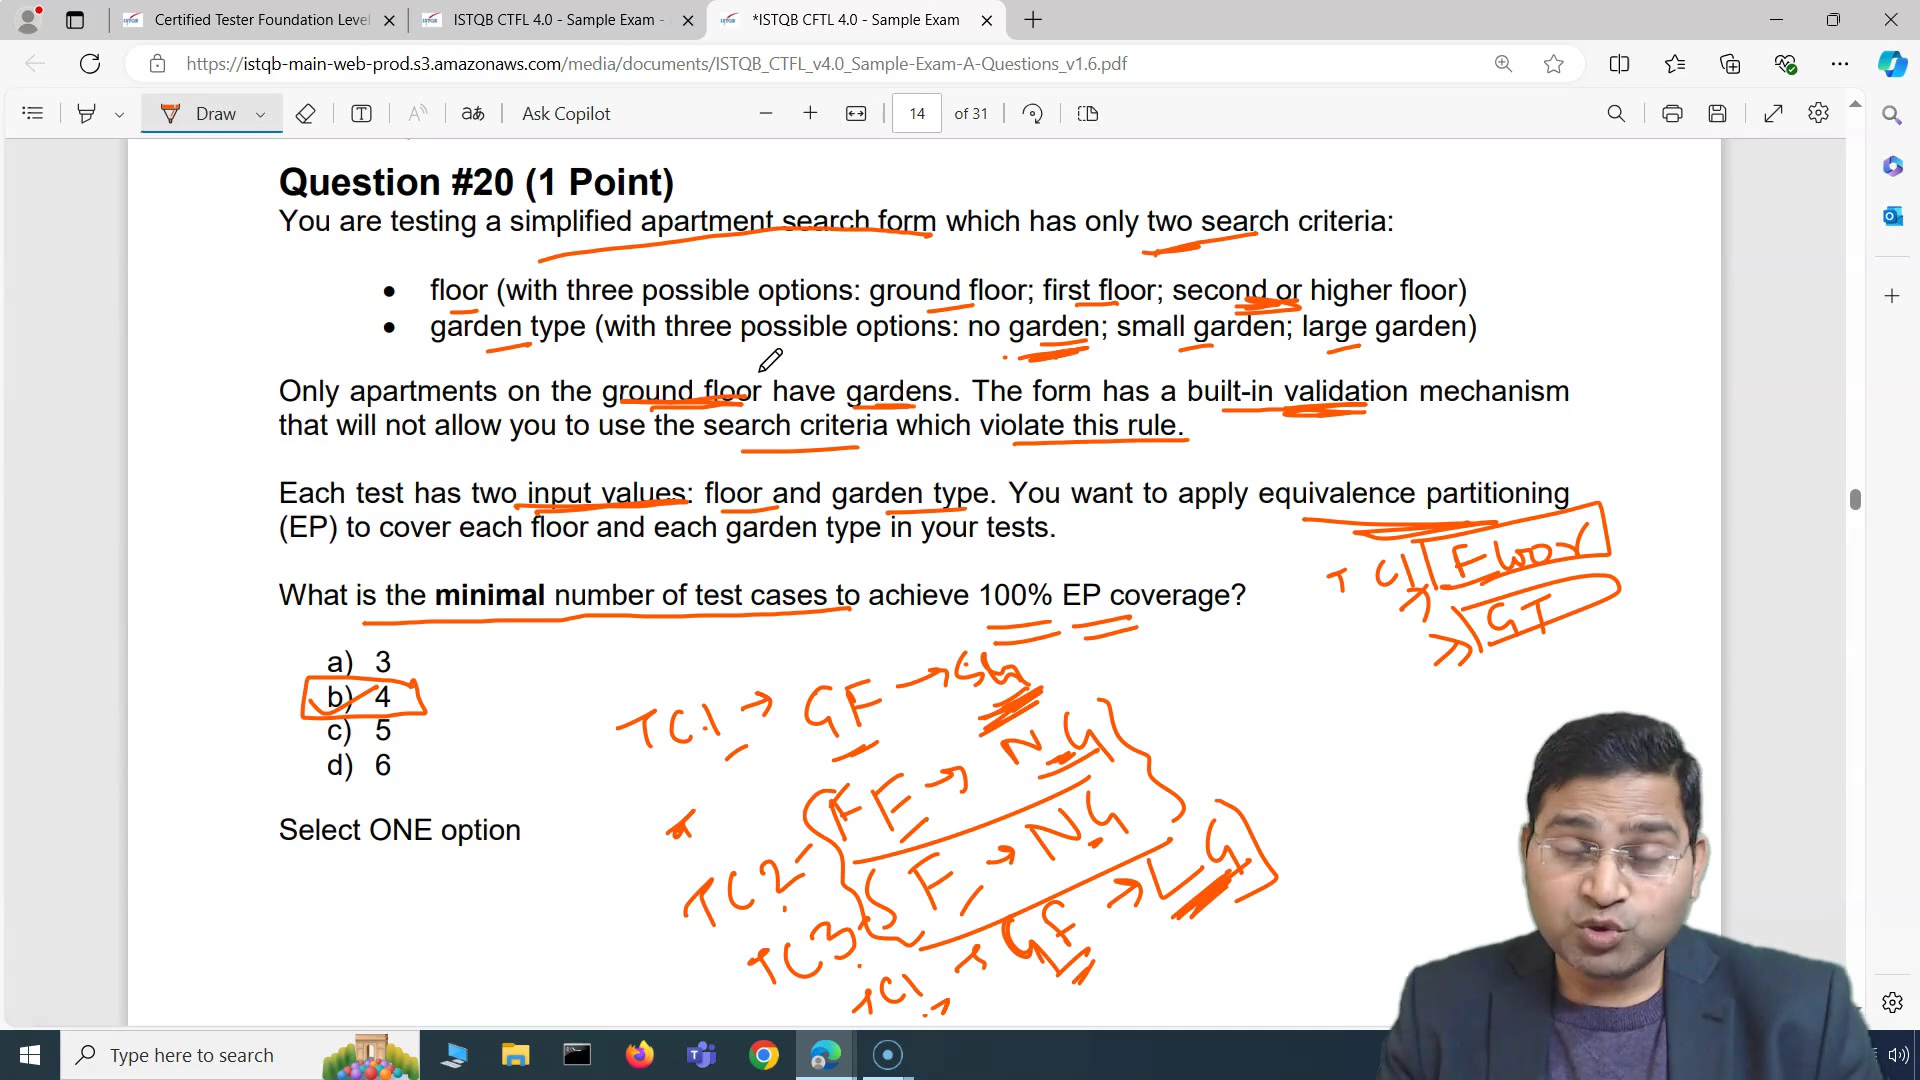 Certified Tester Foundation Level
ISTQB CTFL 4.0 - Sample Exam -
*ISTQB CFTL 4.0 - Sample Exam
https://istqb-main-web-prod.s3.amazonaws.com/media/documents/ISTQB_CTFL_v4.0_Sample-Exam-A-Questions_v1.6.pdf
Draw
aあ
Ask Copilot
14 of 31
Question #20 (1 Point)
You are testing a simplified apartment search form which has only two search criteria:
• floor (with three possible options: ground floor; first floor; second or higher floor)
• garden type (with three possible options: no garden; small garden; large garden)
Only apartments on the ground floor have gardens. The form has a built-in validation mechanism
that will not allow you to use the search criteria which violate this rule.
Each test has two input values: floor and garden type. You want to apply equivalence partitioning
(EP) to cover each floor and each garden type in your tests.
TC1 Floor
GT
What is the minimal number of test cases to achieve 100% EP coverage?
a) 3
b) 4
c) 5
d) 6
Select ONE option
TC1 → GF → SG
FF → NG
TC2 SF → NG
TC3 GF → LG
TC1
Type here to search